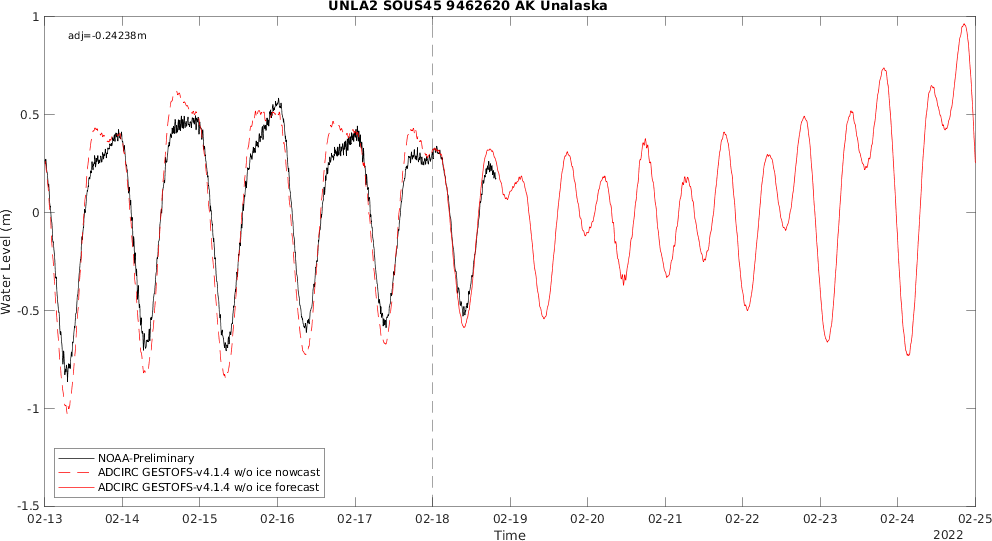 UNLA2 SOUS45 9462620 AK Unalaska
adj=-0.24238m
1
0.5
0
-0.5
-1
-1.5
Water Level (m)
NOAA-Preliminary
ADCIRC GESTOFS-v4.1.4 w/o ice nowcast
ADCIRC GESTOFS-v4.1.4 w/o ice forecast
02-13 02-14 02-15 02-16 02-17 02-18 02-19 02-20 02-21 02-22 02-23 02-24 02-25
Time
2022